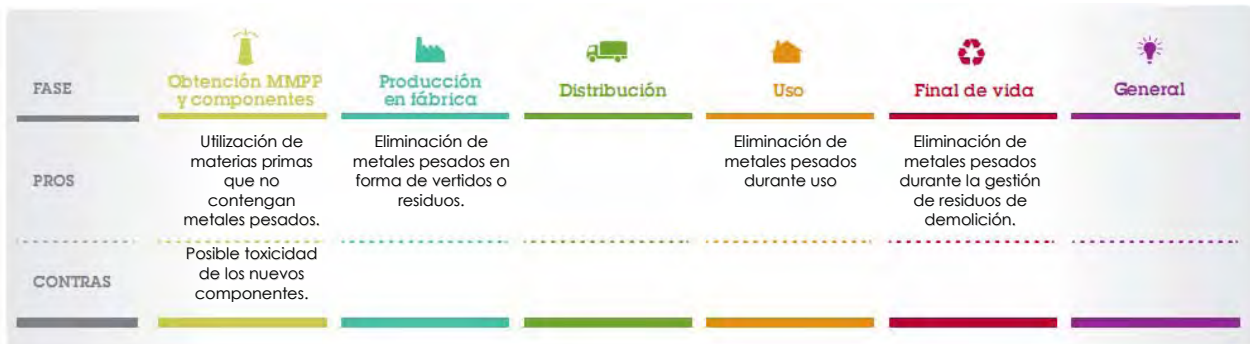 FASE
Obtención MMPP
y componentes
Producción
en fábrica
Distribución
Uso
Final de vida
General
PROS
Utilización de
materias primas
que no
contengan
metales pesados.
Eliminación de
metales pesados en
forma de vertidos o
residuos.
Eliminación de
metales pesados
durante uso
Eliminación de
metales pesados
durante la gestión
de residuos de
demolición.
CONTRAS
Posible toxicidad
de los nuevos
componentes.